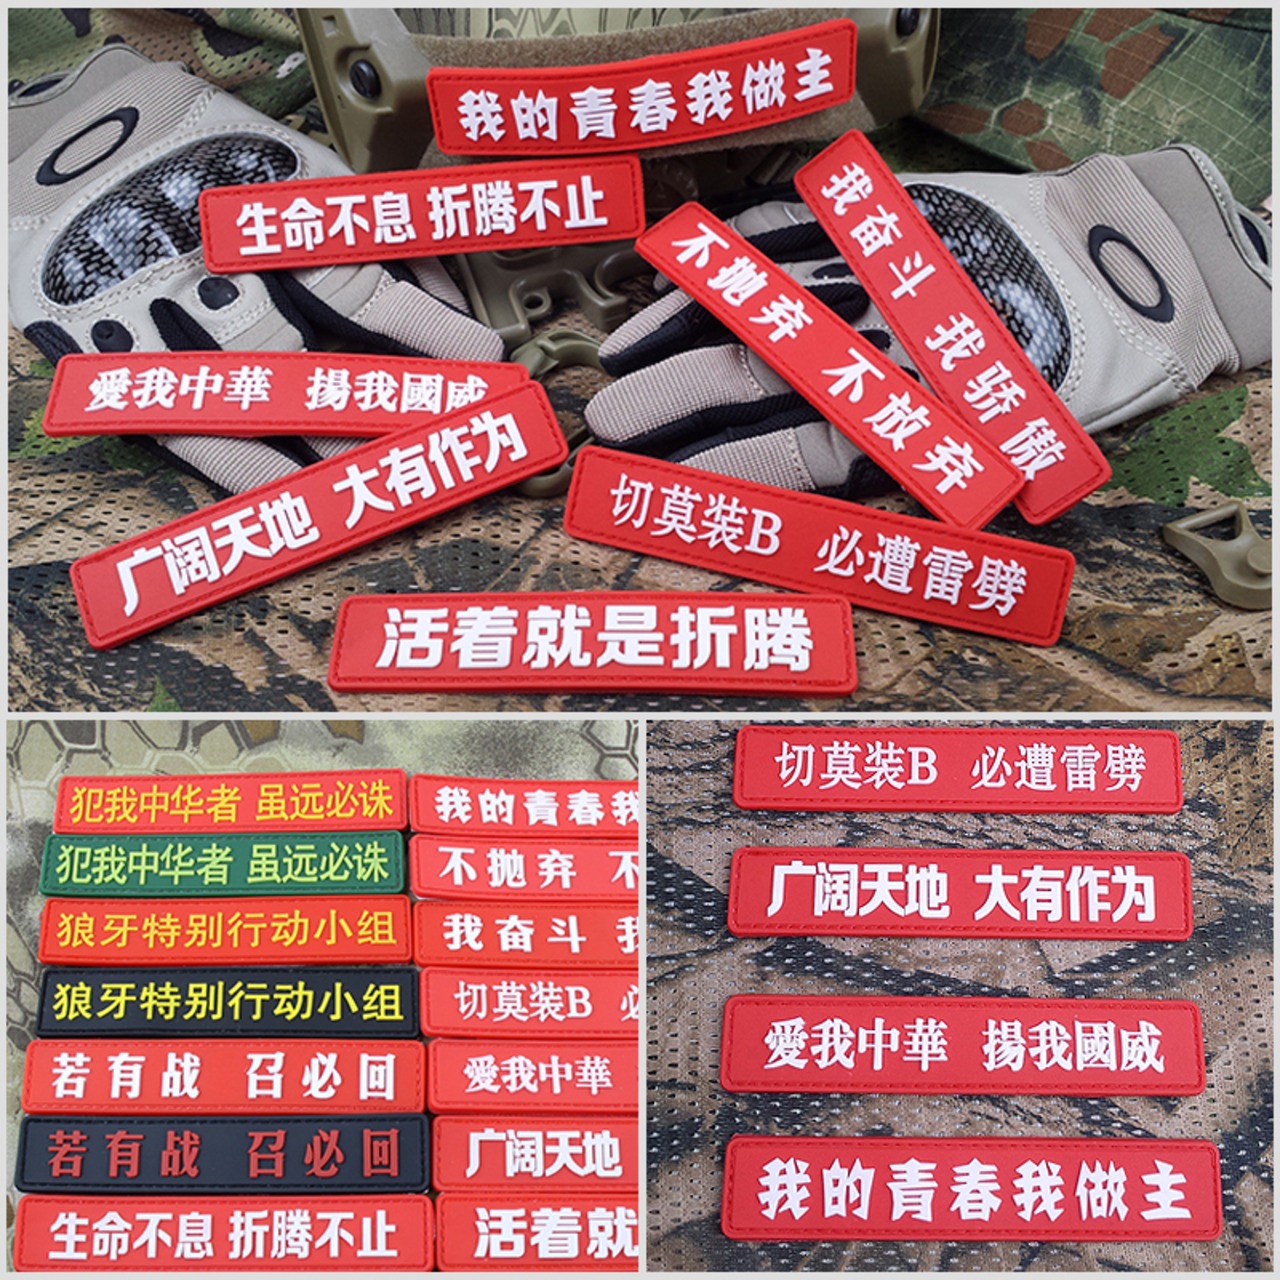 我的青春我做主
生命不息 折腾不止
我奋斗 我骄傲
不抛弃 不放弃
愛我中華 揚我國威
广阔天地 大有作为
切莫装B 必遭雷劈
活着就是折腾
犯我中华者 虽远必诛
犯我中华者 虽远必诛
狼牙特别行动小组
狼牙特别行动小组
若有战 召必回
若有战 召必回
生命不息 折腾不止
我的青春我
不抛弃 不
我奋斗 我
切莫装B 必
愛我中華
广阔天地
活着就
切莫装B 必遭雷劈
广阔天地 大有作为
愛我中華 揚我國威
我的青春我做主